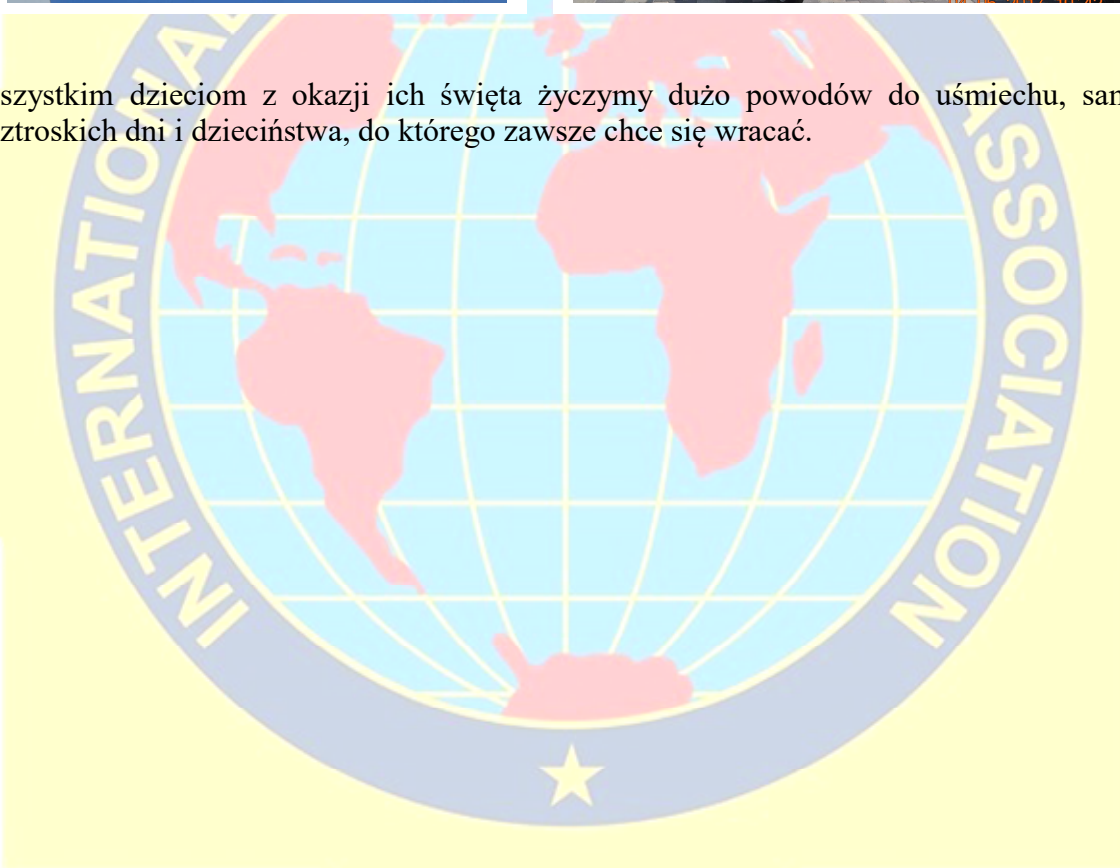 szystkim dzieciom z okazji ich święta życzymy dużo powodów do uśmiechu, sam
ztroskich dni i dzieciństwa, do którego zawsze chce się wracać.
INTERNATIONAL
ASSOCIATION